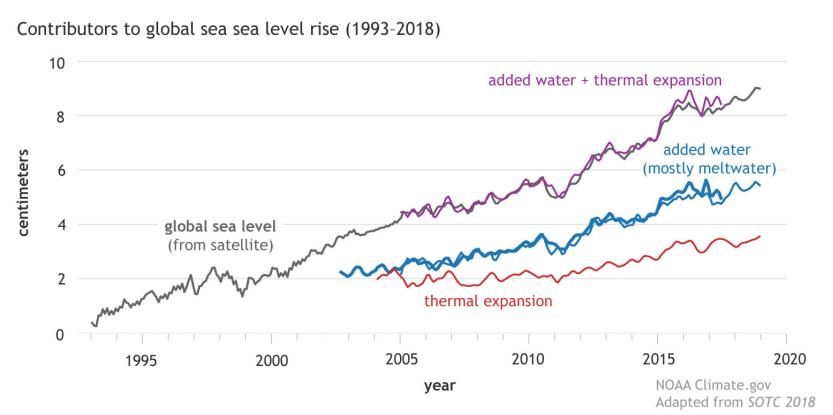 Contributors to global sea sea level rise (1993–2018)
10
added water + thermal expansion
8
added water
(mostly meltwater)
6
centimeters
4
global sea level
(from satellite)
2
thermal expansion
0
1995 2000 2005 2010 2015 2020
year
NOAA Climate.gov
Adapted from SOTC 2018